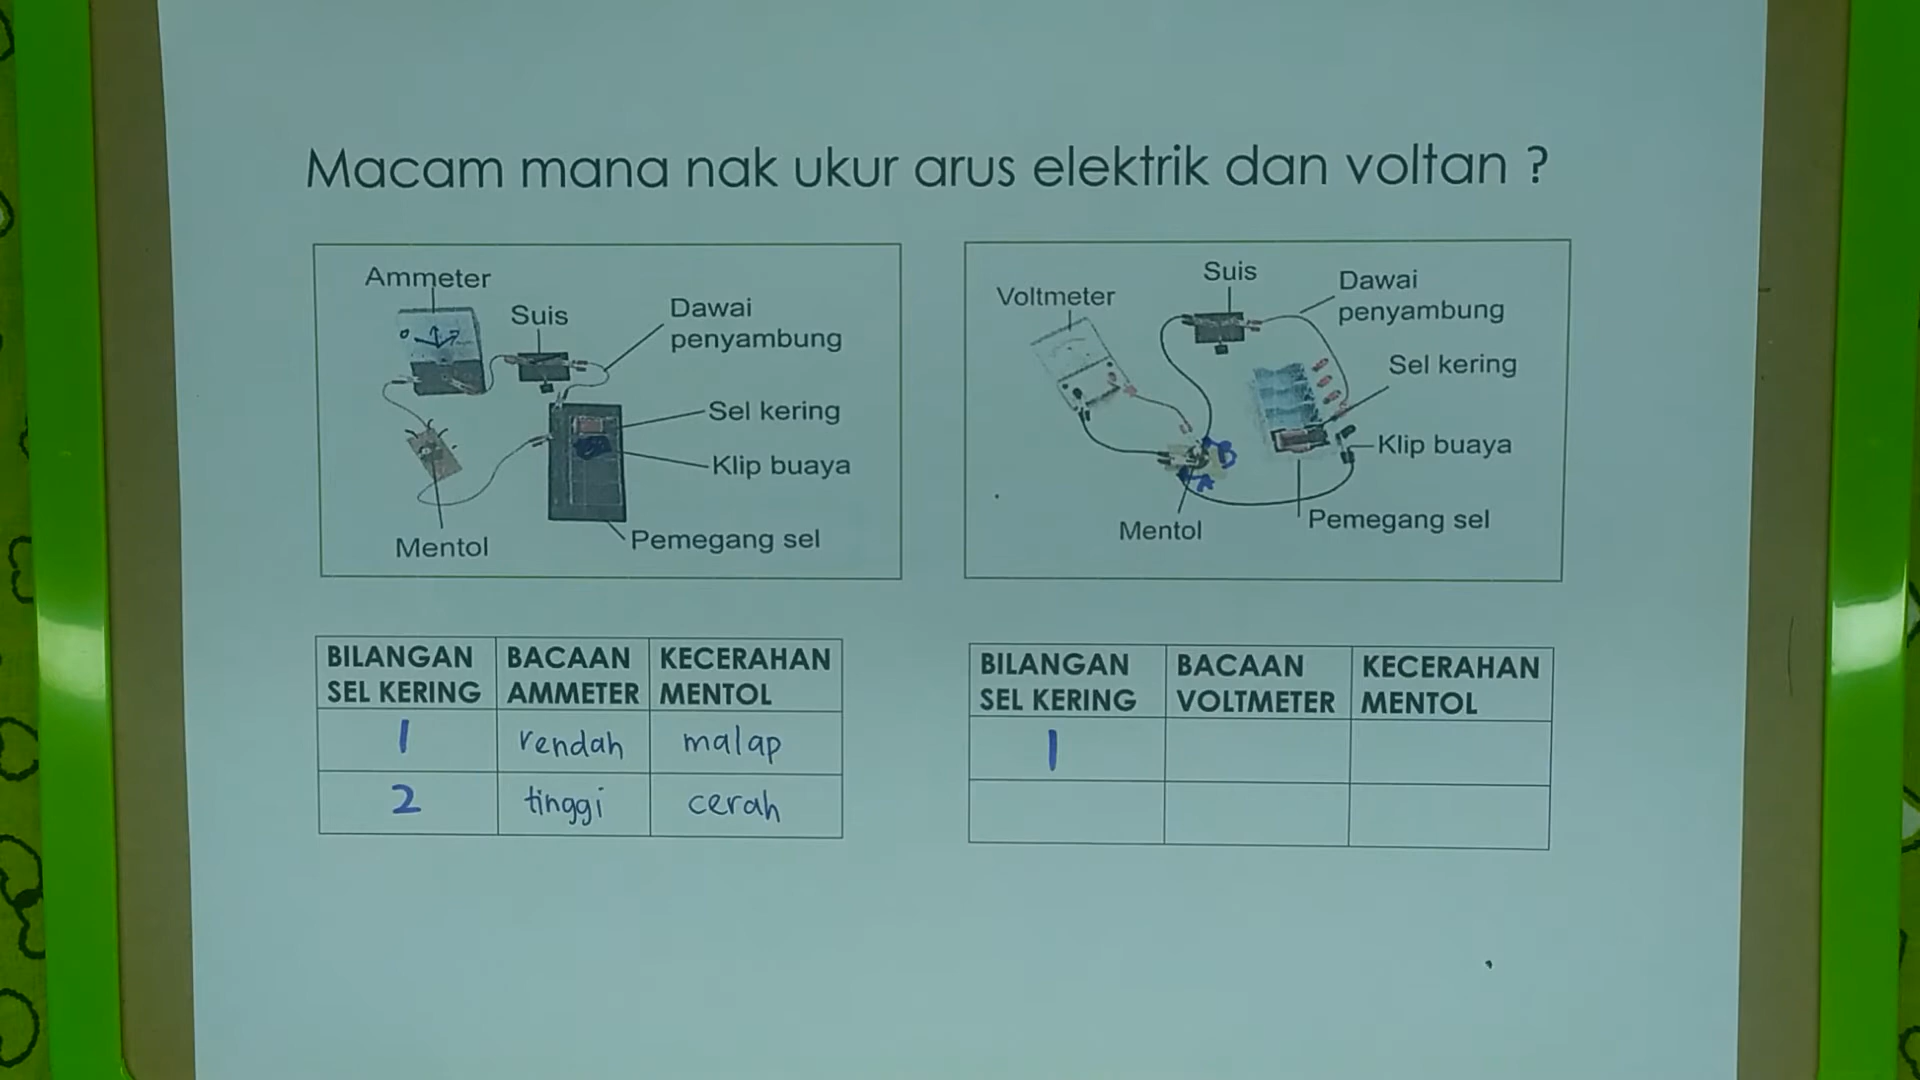 Macam mana nak ukur arus elektrik dan voltan ?
Ammeter
Suis
Dawai
penyambung
Sel kering
Klip buaya
Pemegang sel
Mentol
0
Voltmeter
Suis
Dawai
penyambung
Sel kering
Klip buaya
Pemegang sel
Mentol
B
A
BILANGAN SEL KERING
BACAAN AMMETER
KECERAHAN MENTOL
1 rendah malap
2 tinggi cerah
BILANGAN SEL KERING
BACAAN VOLTMETER
KECERAHAN MENTOL
1